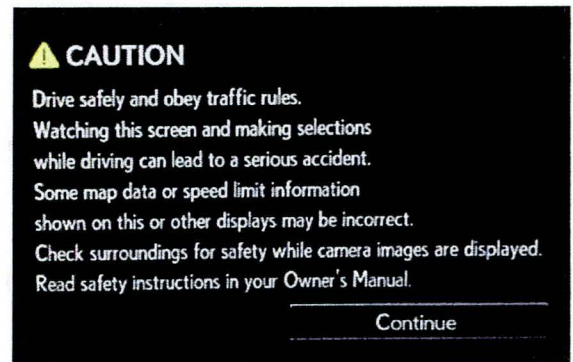 CAUTION
Drive safely and obey traffic rules.
Watching this screen and making selections
while driving can lead to a serious accident.
Some map data or speed limit information
shown on this or other displays may be incorrect.
Check surroundings for safety while camera images are displayed.
Read safety instructions in your Owner's Manual.
Continue